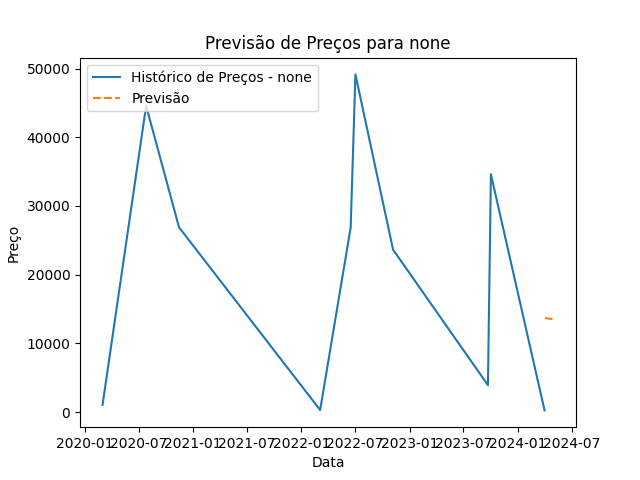 Previsão de Preços para none
Histórico de Preços - none
Previsão
50000
40000
30000
20000
10000
0
Preço
2020-01 2020-07 2021-01 2021-07 2022-01 2022-07 2023-01 2023-07 2024-01 2024-07
Data